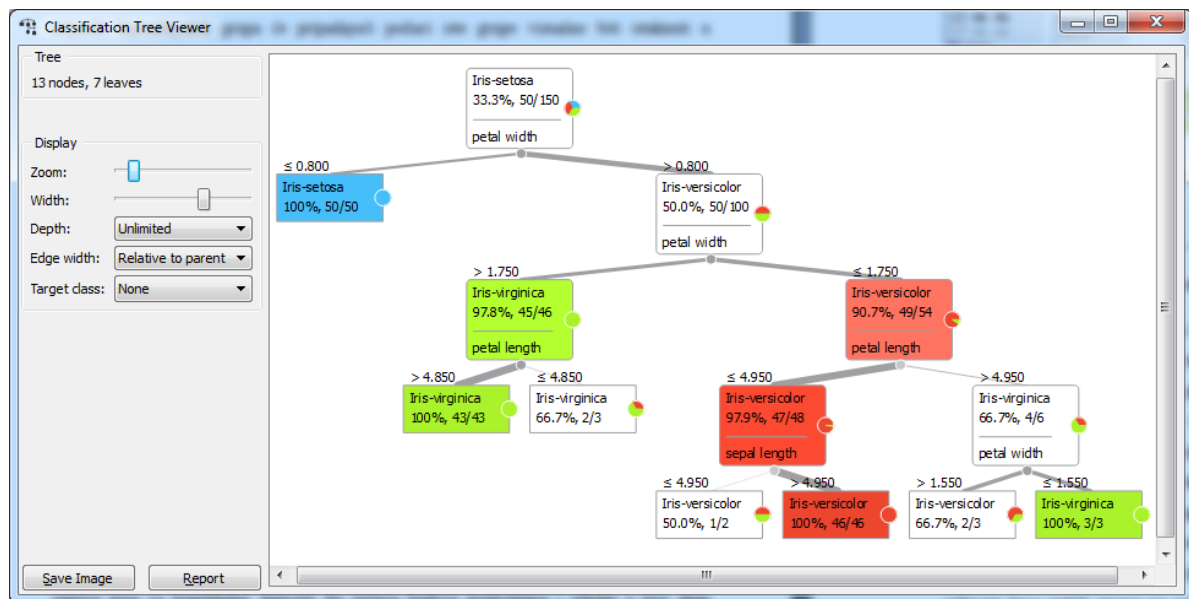 Classification Tree Viewer
Tree
13 nodes, 7 leaves
Display
Zoom:
Width:
Depth: Unlimited
Edge width: Relative to parent
Target class: None
Save Image
Report
Iris-setosa
33.3%, 50/150
petal width
≤ 0.800
Iris-setosa
100%, 50/50
> 0.800
Iris-versicolor
50.0%, 50/100
petal width
> 1.750
Iris-virginica
97.8%, 45/46
petal length
≤ 1.750
Iris-versicolor
90.7%, 49/54
petal length
> 4.850
Iris-virginica
100%, 43/43
≤ 4.850
Iris-virginica
66.7%, 2/3
≤ 4.950
Iris-versicolor
97.9%, 47/48
sepal length
> 4.950
Iris-virginica
66.7%, 4/6
petal width
≤ 4.950
Iris-versicolor
50.0%, 1/2
> 4.950
Iris-versicolor
100%, 46/46
> 1.550
Iris-versicolor
66.7%, 2/3
≤ 1.550
Iris-virginica
100%, 3/3